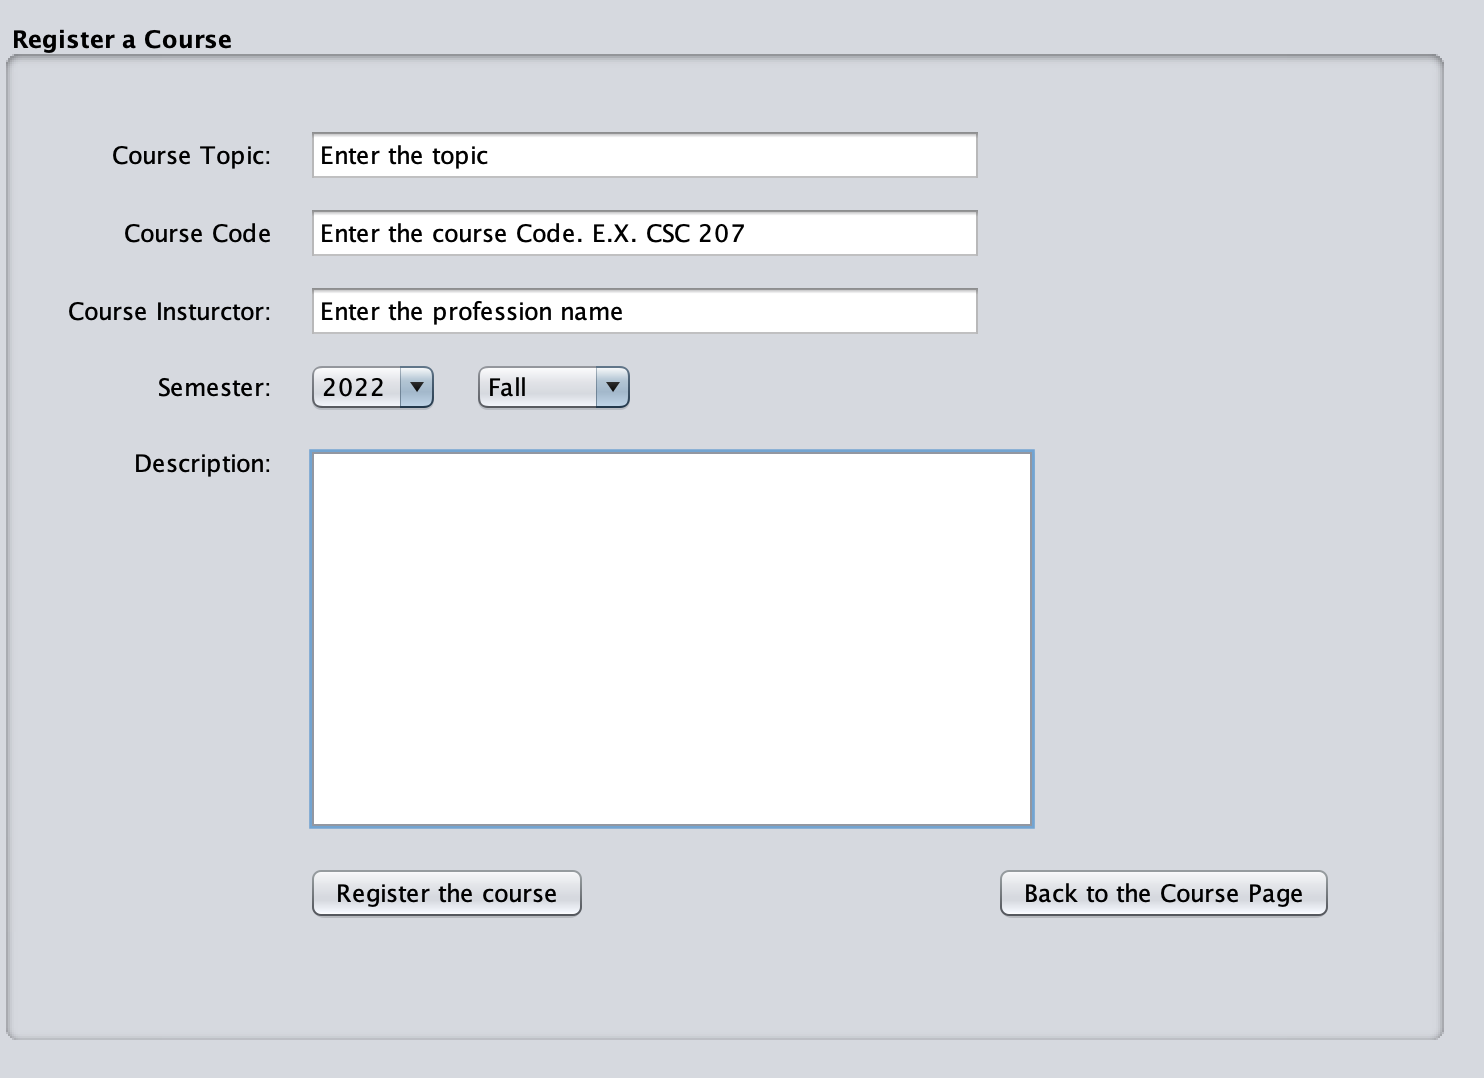 Register a Course
Course Topic: Enter the topic
Course Code Enter the course Code. E.X. CSC 207
Course Insturctor: Enter the profession name
Semester: 2022 Fall
Description:
Register the course Back to the Course Page